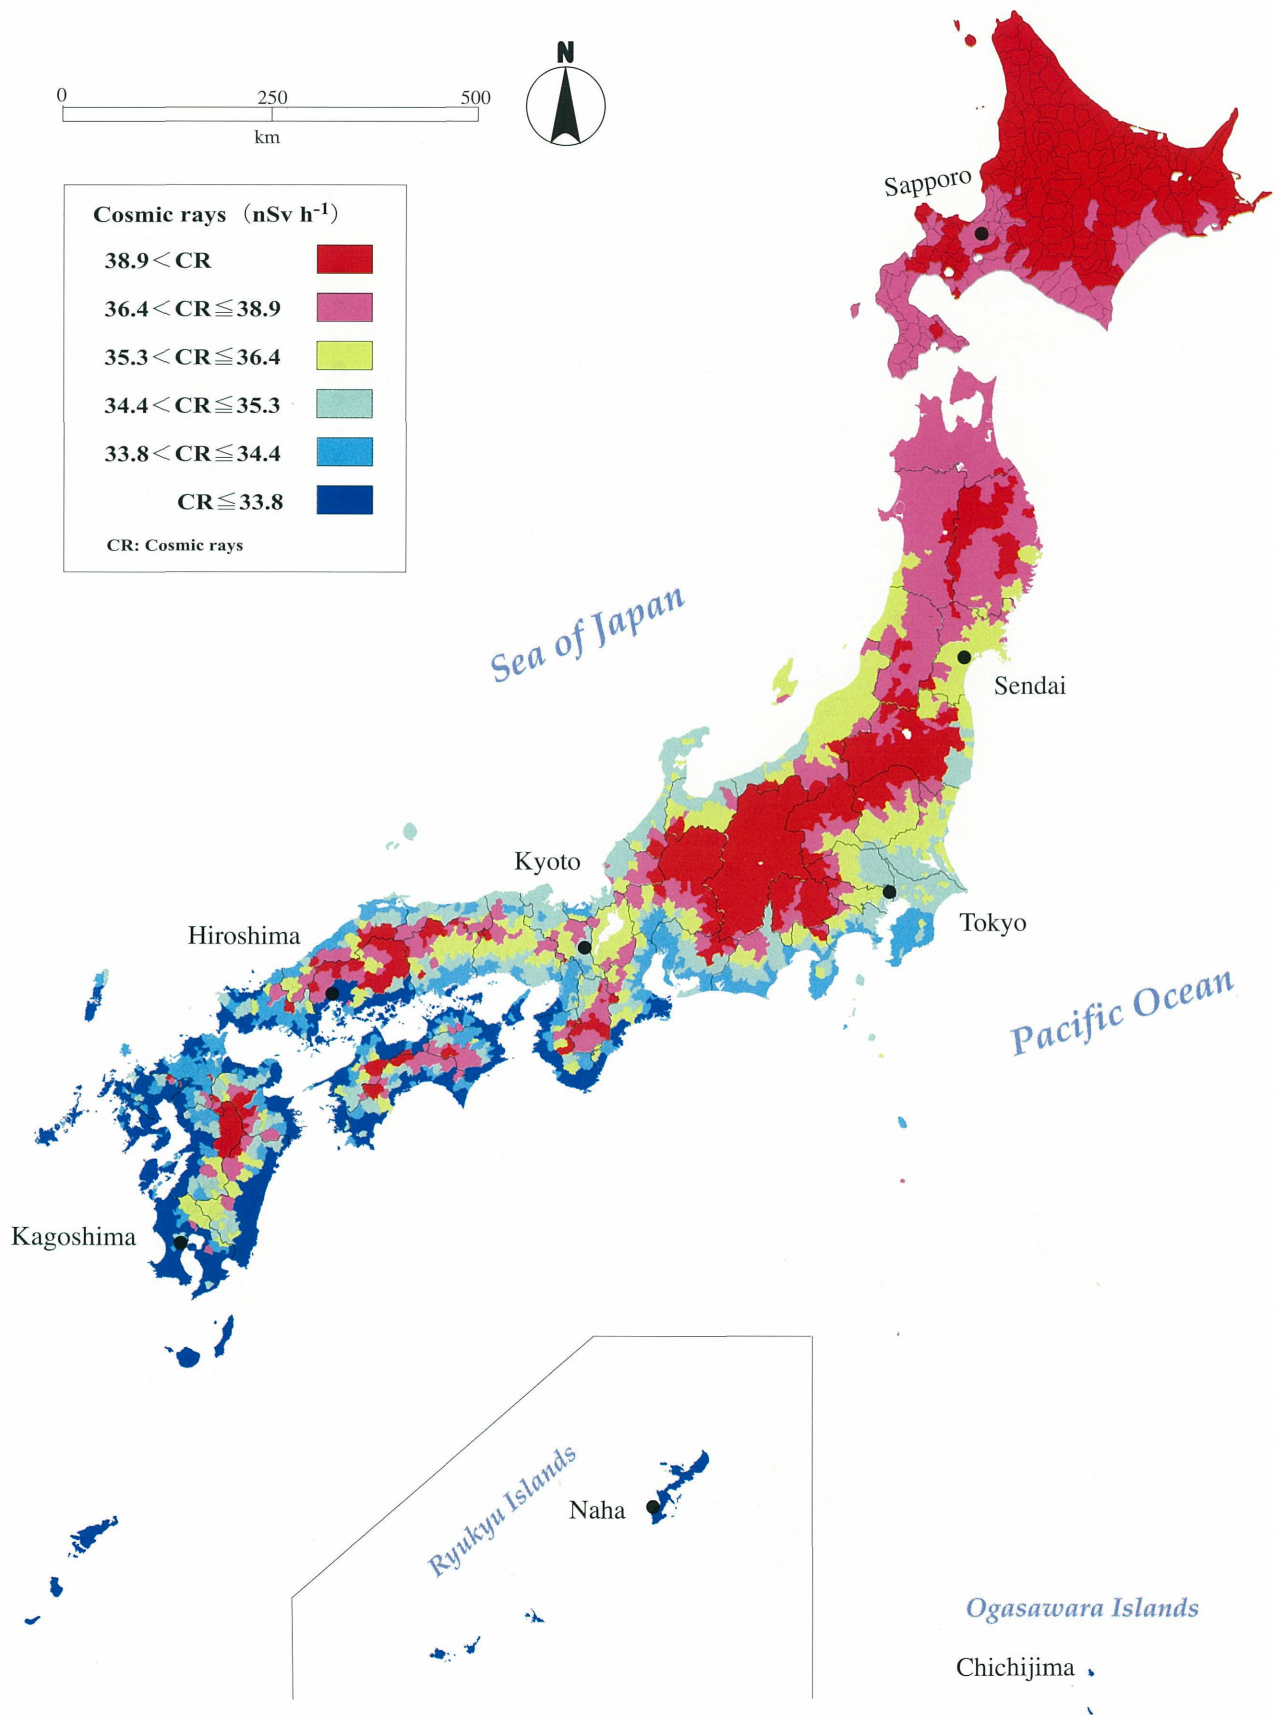 N
0 250 500
km
Cosmic rays (nSv h⁻¹)
38.9<CR
36.4<CR≦38.9
35.3<CR≦36.4
34.4<CR≦35.3
33.8<CR≦34.4
CR≦33.8
CR: Cosmic rays
Sapporo
Sea of Japan
Sendai
Kyoto
Hiroshima
Tokyo
Pacific Ocean
Kagoshima
Ryukyu Islands
Naha
Ogasawara Islands
Chichijima